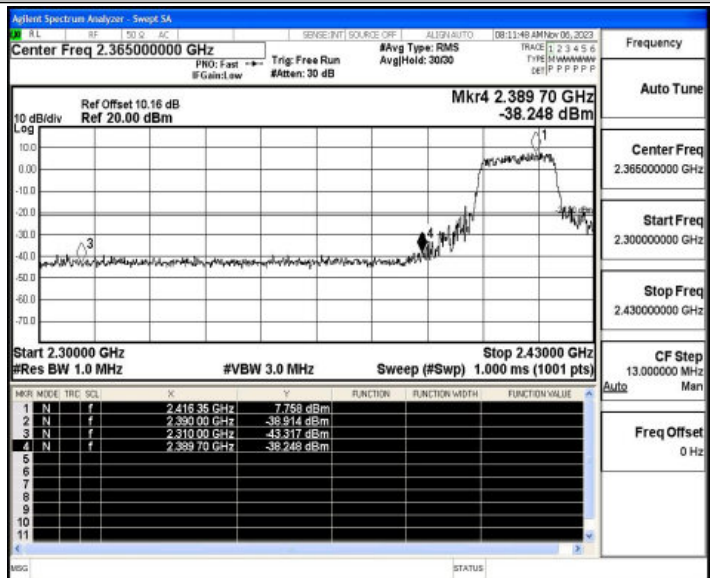 Agilent Spectrum Analyzer - Swept SA
RL RF 50 Ω AC SENSE:INT SOURCE OFF ALIGN AUTO 08:11:48 AM Nov 06, 2023
Center Freq 2.365000000 GHz
PNO: Fast
IFGain:Low
Trig: Free Run
#Atten: 30 dB
#Avg Type: RMS
Avg|Hold: 30/30
TRACE 1 2 3 4 5 6
TYPE M
DET P P P P P P
Ref Offset 10.16 dB
Ref 20.00 dBm
10 dB/div
Log
Mkr4 2.389 70 GHz
-38.248 dBm
10.0
0.00
-10.0
-20.0
-30.0
-40.0
-50.0
-60.0
-70.0
1
3
4
Start 2.30000 GHz
Stop 2.43000 GHz
#Res BW 1.0 MHz
#VBW 3.0 MHz
Sweep (#Swp) 1.000 ms (1001 pts)
MKR MODE TRC SCL X Y FUNCTION FUNCTION WIDTH FUNCTION VALUE
1 N f 2.416 35 GHz 7.758 dBm
2 N f 2.390 00 GHz -38.914 dBm
3 N f 2.310 00 GHz -43.317 dBm
4 N f 2.389 70 GHz -38.248 dBm
5
6
7
8
9
10
11
MSG
STATUS
Frequency
Auto Tune
Center Freq
2.365000000 GHz
Start Freq
2.300000000 GHz
Stop Freq
2.430000000 GHz
CF Step
13.000000 MHz
Auto Man
Freq Offset
0 Hz